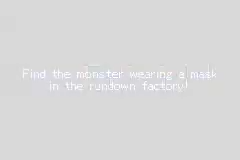 Find the monster wearing a mask
in the rundown factory!